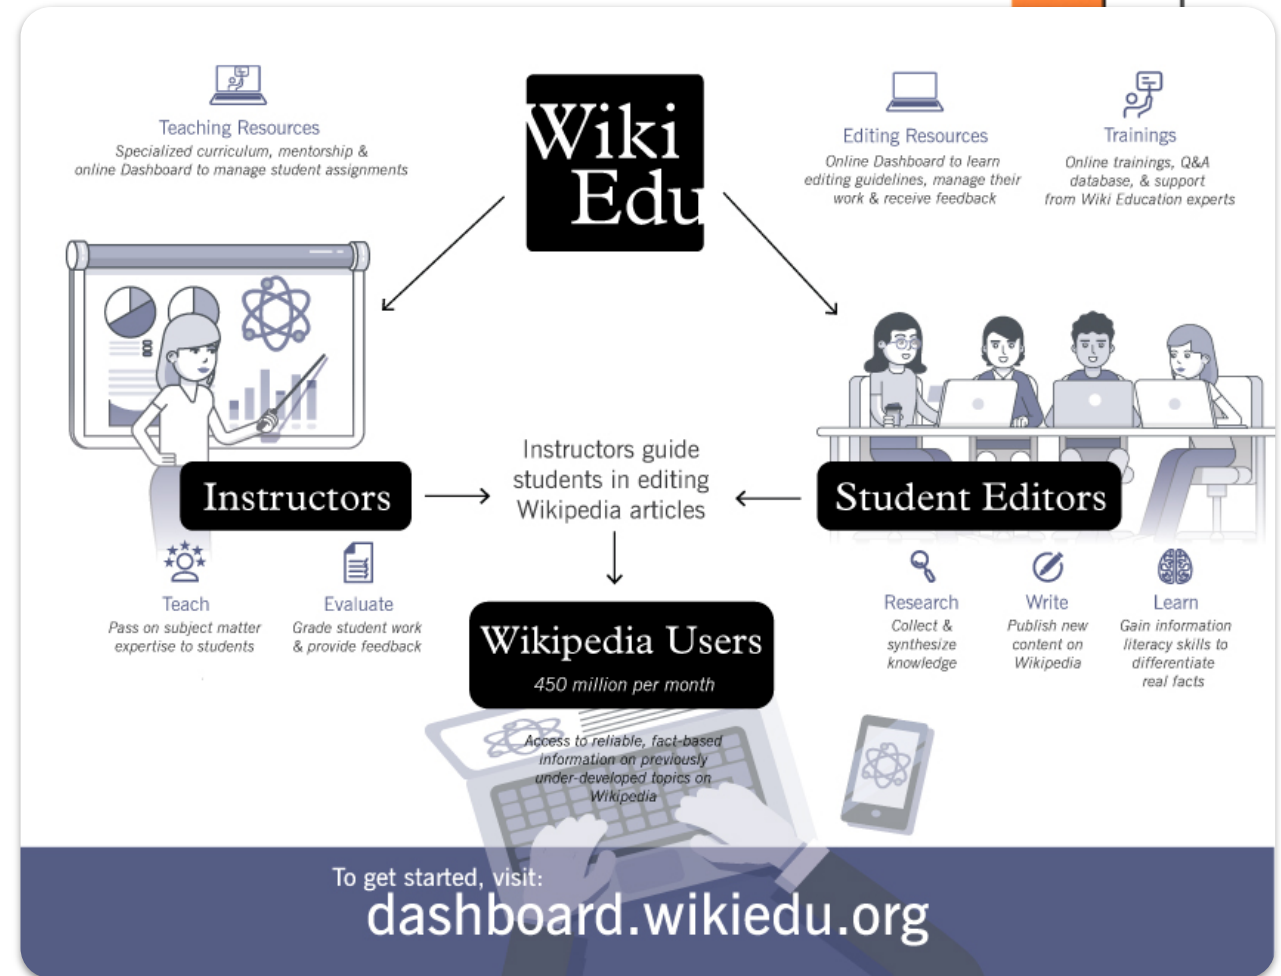 Wiki
Edu
Teaching Resources
Specialized curriculum, mentorship &
online Dashboard to manage student assignments
Editing Resources
Online Dashboard to learn
editing guidelines, manage their
work & receive feedback
Trainings
Online trainings, Q&A
database, & support
from Wiki Education experts
Instructors
Instructors guide
students in editing
Wikipedia articles
Student Editors
Teach
Pass on subject matter
expertise to students
Evaluate
Grade student work
& provide feedback
Research
Collect &
synthesize
knowledge
Write
Publish new
content on
Wikipedia
Learn
Gain information
literacy skills to
differentiate
real facts
Wikipedia Users
450 million per month
Access to reliable, fact-based
information on previously
under-developed topics on
Wikipedia
To get started, visit:
dashboard.wikiedu.org